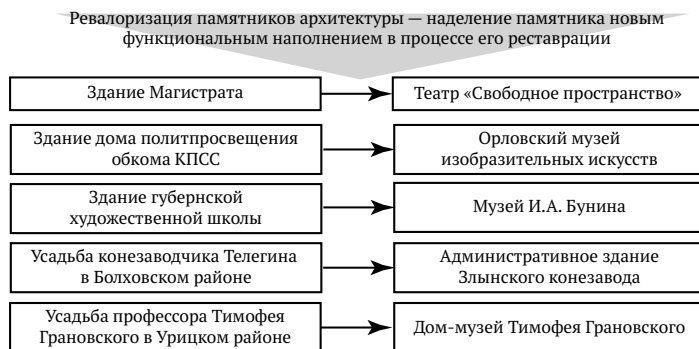 Ревалоризация памятников архитектуры — наделение памятника новым
функциональным наполнением в процессе его реставрации
Здание Магистрата
Театр «Свободное пространство»
Здание дома политпросвещения
обкома КПСС
Орловский музей
изобразительных искусств
Здание губернской
художественной школы
Музей И.А. Бунина
Усадьба конезаводчика Телегина
в Болховском районе
Административное здание
Злынского конезавода
Усадьба профессора Тимофея
Грановского в Урицком районе
Дом-музей Тимофея Грановского